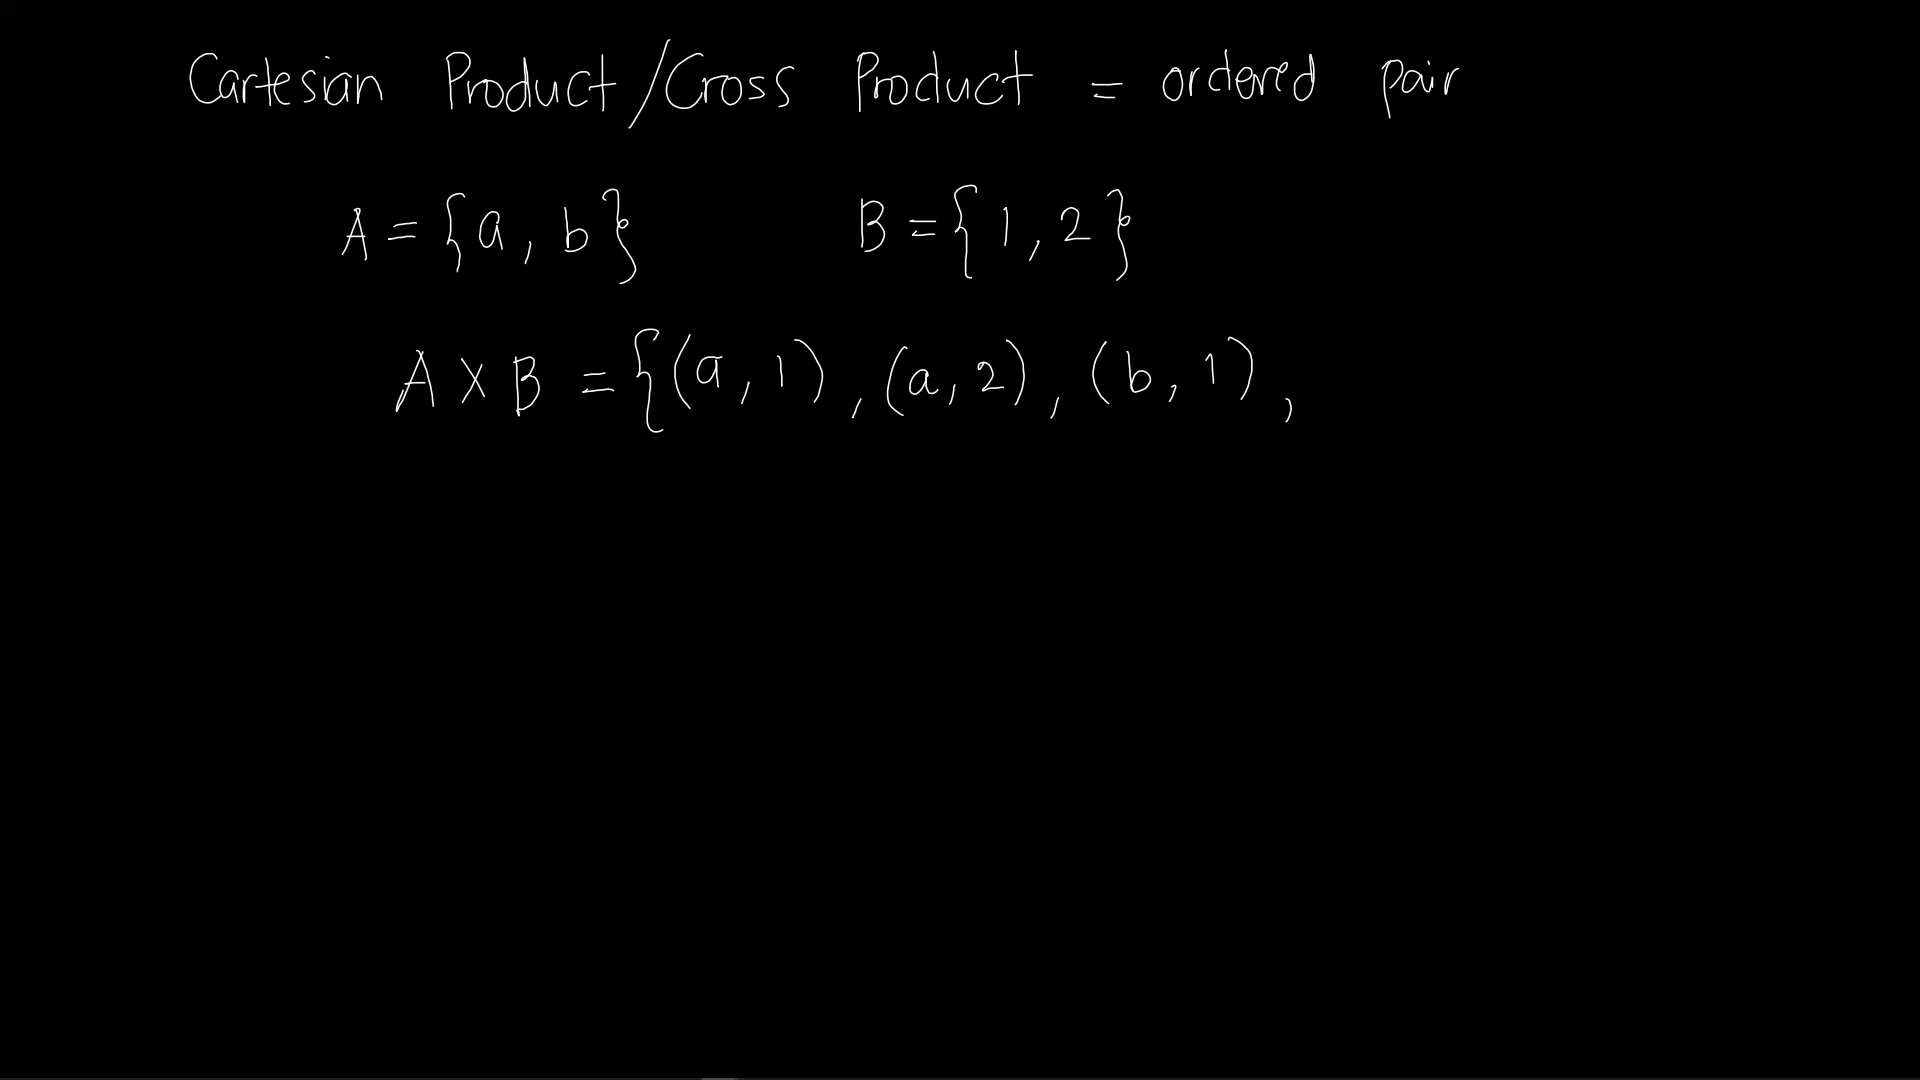 Cartesian Product/Cross Product = ordered pair
A = {a, b} B = {1, 2}
A X B = {(a, 1), (a, 2), (b, 1),